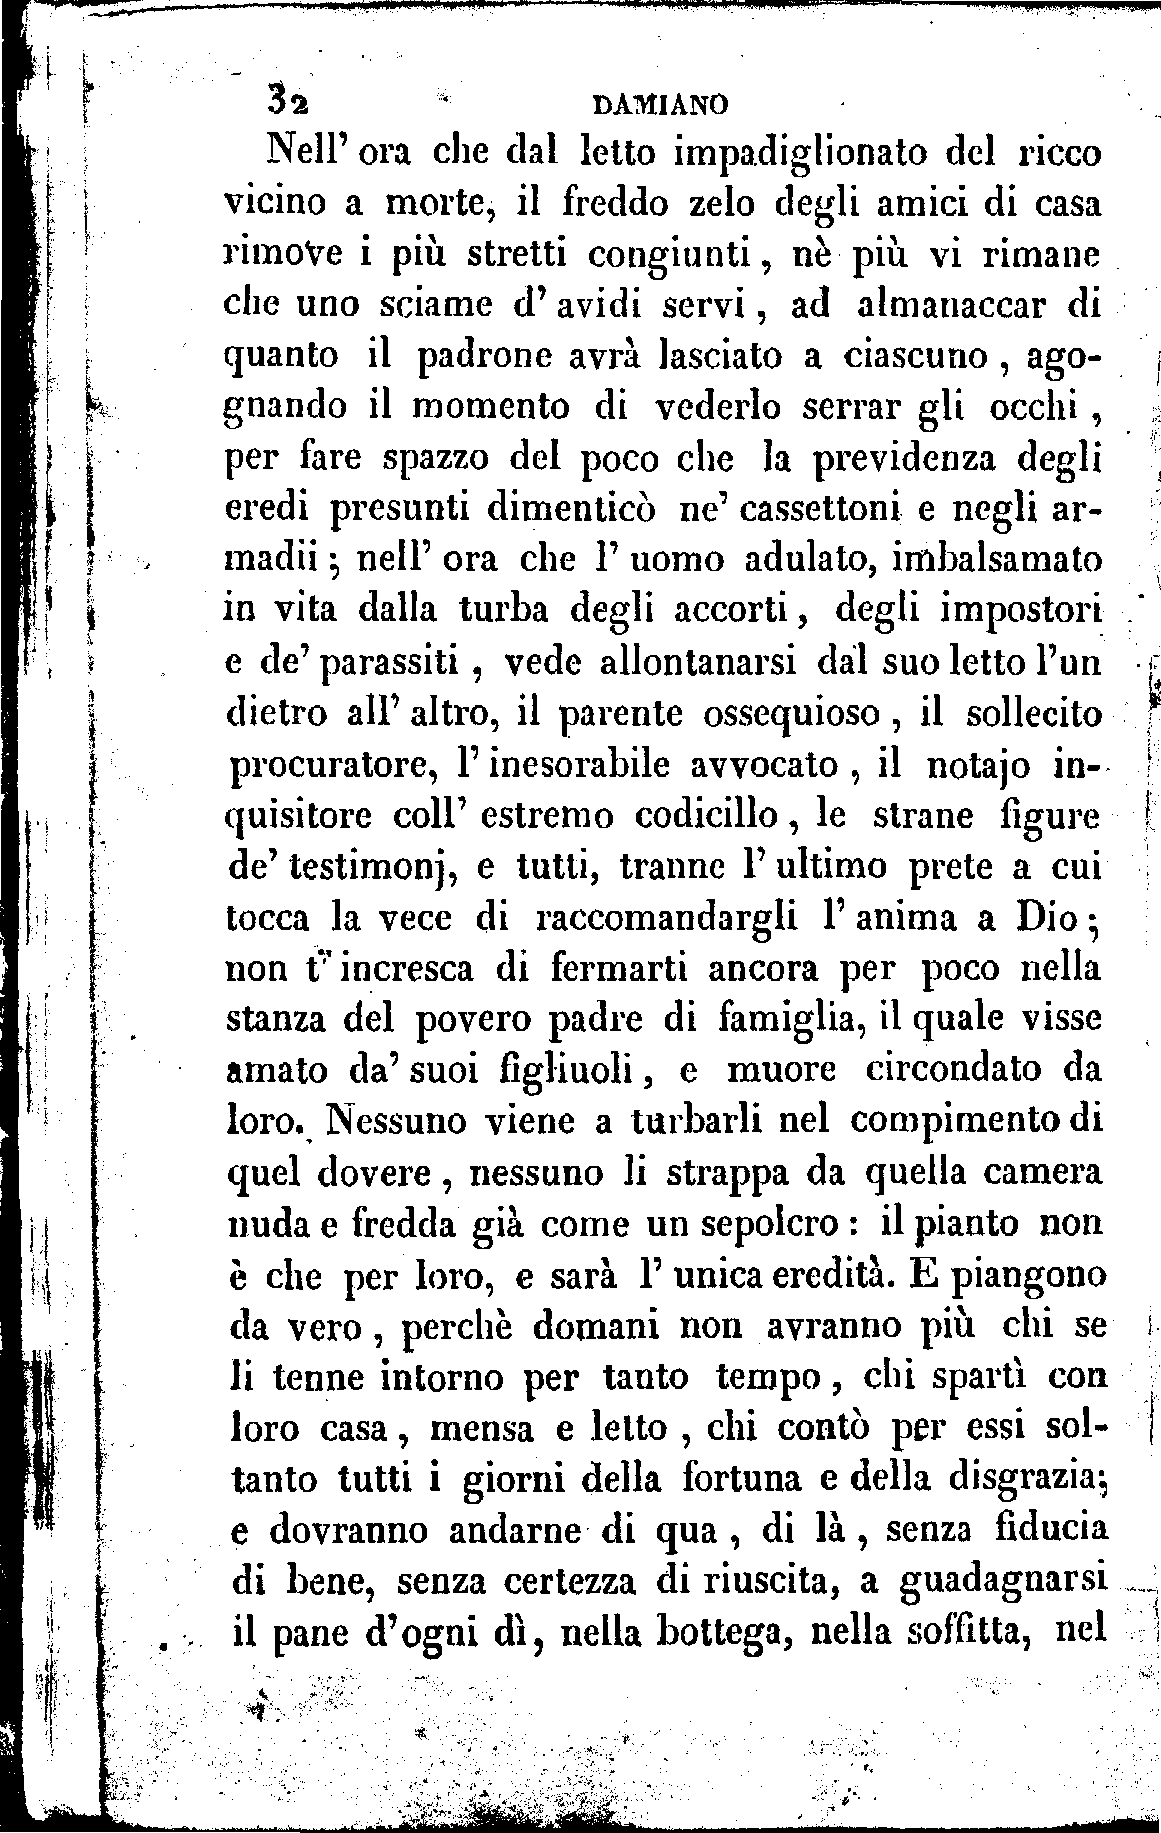 32 DAMIANO
Nell' ora che dal letto impadiglionato del ricco
vicino a morte, il freddo zelo degli amici di casa
rimove i più stretti congiunti, nè più vi rimane
che uno sciame d' avidi servi, ad almanaccar di
quanto il padrone avrà lasciato a ciascuno, ago-
gnando il momento di vederlo serrar gli occhi,
per fare spazzo del poco che la previdenza degli
eredi presunti dimenticò ne' cassettoni e negli ar-
madii; nell' ora che l' uomo adulato, imbalsamato
in vita dalla turba degli accorti, degli impostori
e de' parassiti, vede allontanarsi dal suo letto l'un
dietro all' altro, il parente ossequioso, il sollecito
procuratore, l' inesorabile avvocato, il notajo in-
quisitore coll' estremo codicillo, le strane figure
de' testimonj, e tutti, tranne l' ultimo prete a cui
tocca la vece di raccomandargli l' anima a Dio;
non t' incresca di fermarti ancora per poco nella
stanza del povero padre di famiglia, il quale visse
amato da' suoi figliuoli, e muore circondato da
loro. Nessuno viene a turbarli nel compimento di
quel dovere, nessuno li strappa da quella camera
nuda e fredda già come un sepolcro: il pianto non
è che per loro, e sarà l' unica eredità. E piangono
da vero, perchè domani non avranno più chi se
li tenne intorno per tanto tempo, chi spartì con
loro casa, mensa e letto, chi contò per essi sol-
tanto tutti i giorni della fortuna e della disgrazia;
e dovranno andarne di qua, di là, senza fiducia
di bene, senza certezza di riuscita, a guadagnarsi
il pane d'ogni dì, nella bottega, nella soffitta, nel